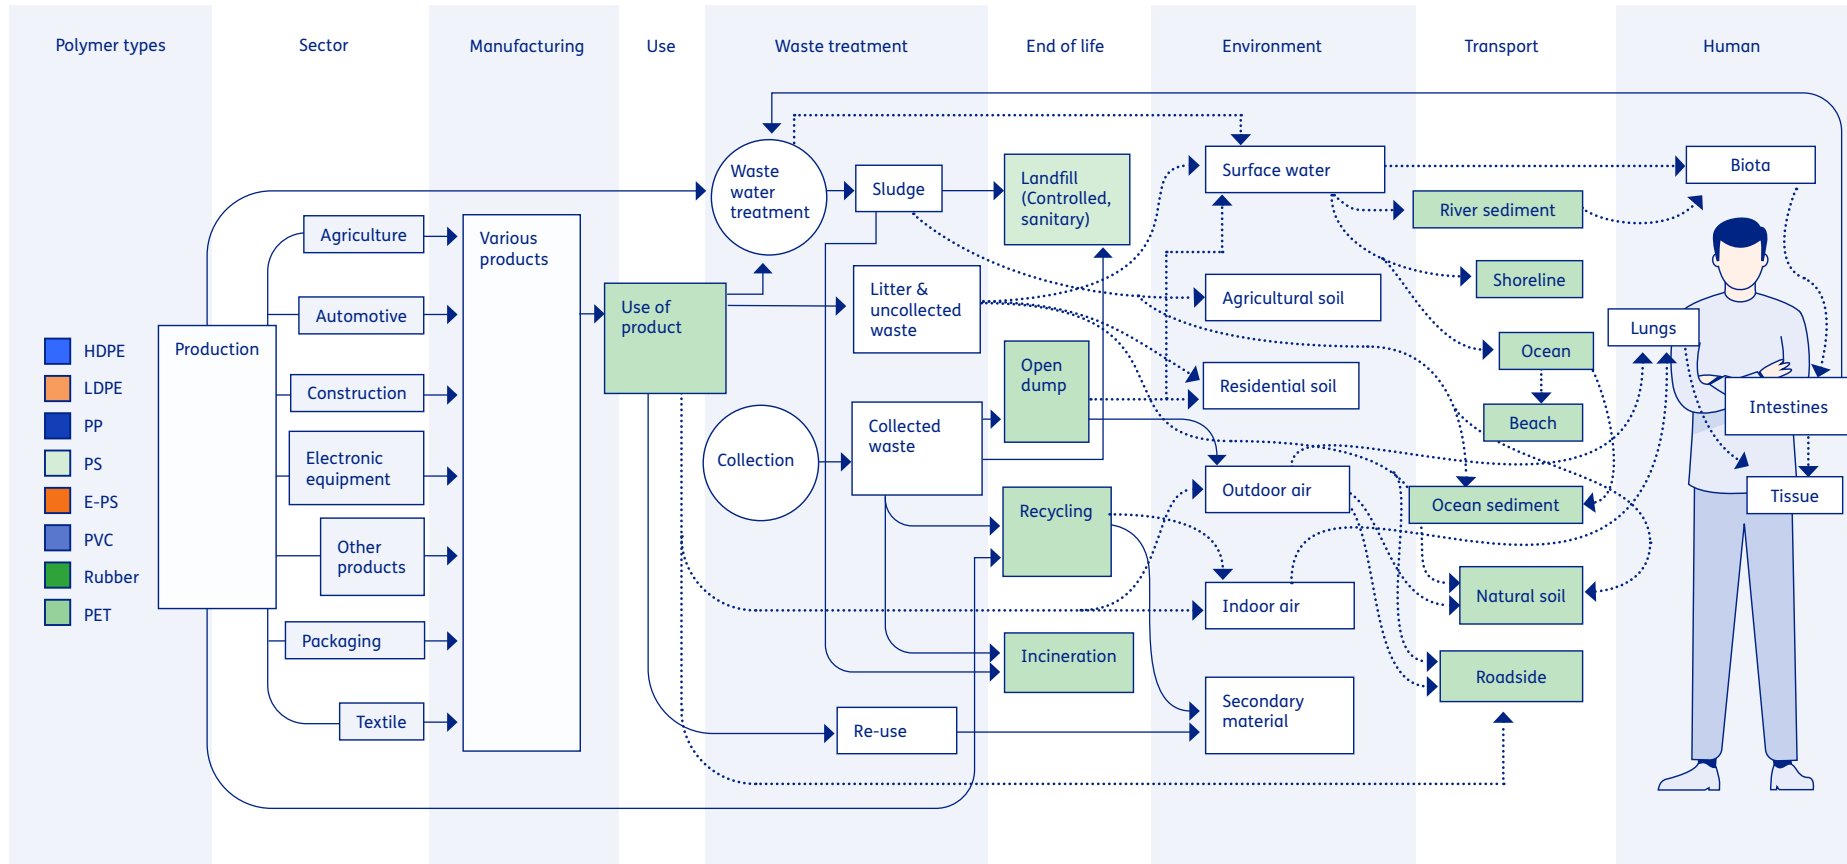 Polymer types
Sector
Manufacturing
Use
Waste treatment
End of life
Environment
Transport
Human
HDPE
LDPE
PP
PS
E-PS
PVC
Rubber
PET
Production
Agriculture
Automotive
Construction
Electronic
equipment
Other
products
Packaging
Textile
Various
products
Use of
product
Waste
water
treatment
Collection
Sludge
Litter &
uncollected
waste
Collected
waste
Re-use
Landfill
(Controlled,
sanitary)
Open
dump
Recycling
Incineration
Surface water
Agricultural soil
Residential soil
Outdoor air
Indoor air
Secondary
material
River sediment
Shoreline
Ocean
Beach
Ocean sediment
Natural soil
Roadside
Biota
Lungs
Intestines
Tissue